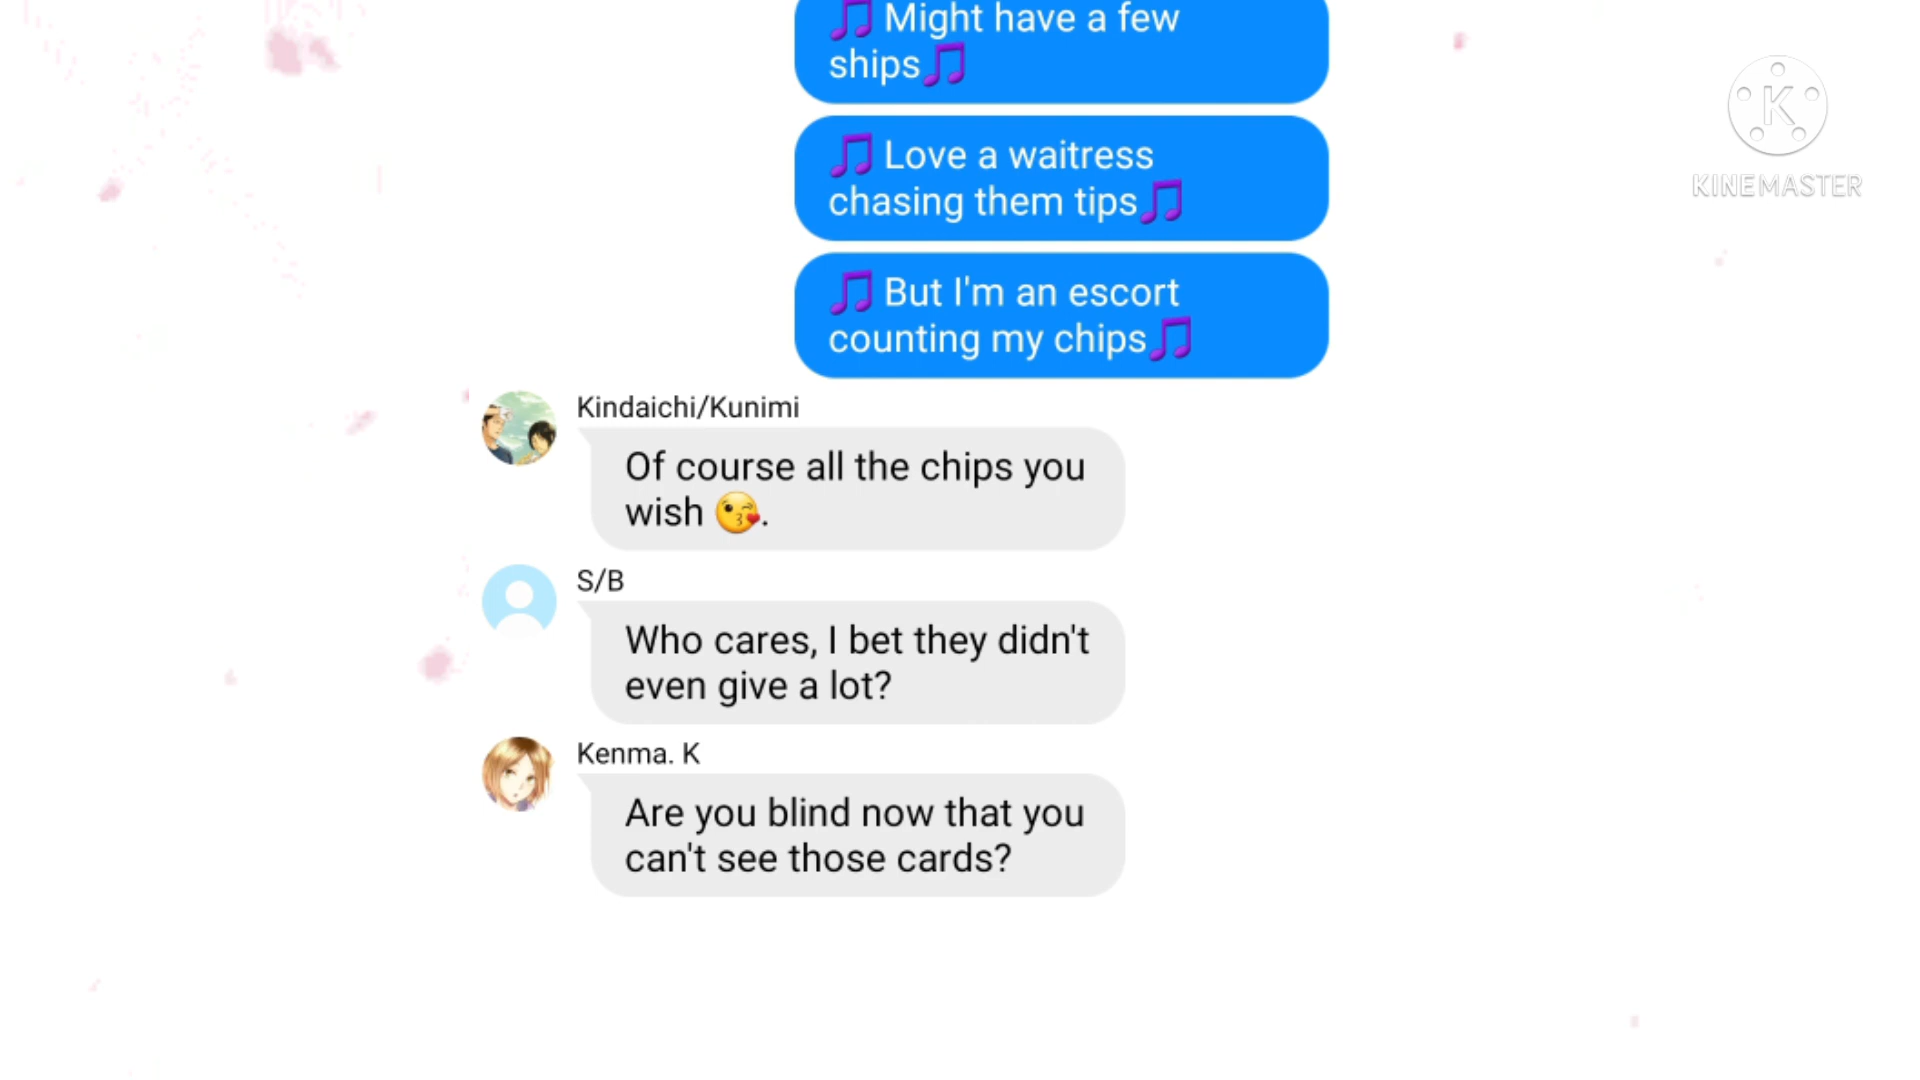 🎵 Might have a few
ships🎵
🎵 Love a waitress
chasing them tips🎵
🎵 But I'm an escort
counting my chips🎵
Kindaichi/Kunimi
Of course all the chips you
wish 😘.
S/B
Who cares, I bet they didn't
even give a lot?
Kenma. K
Are you blind now that you
can't see those cards?
K
KINEMASTER